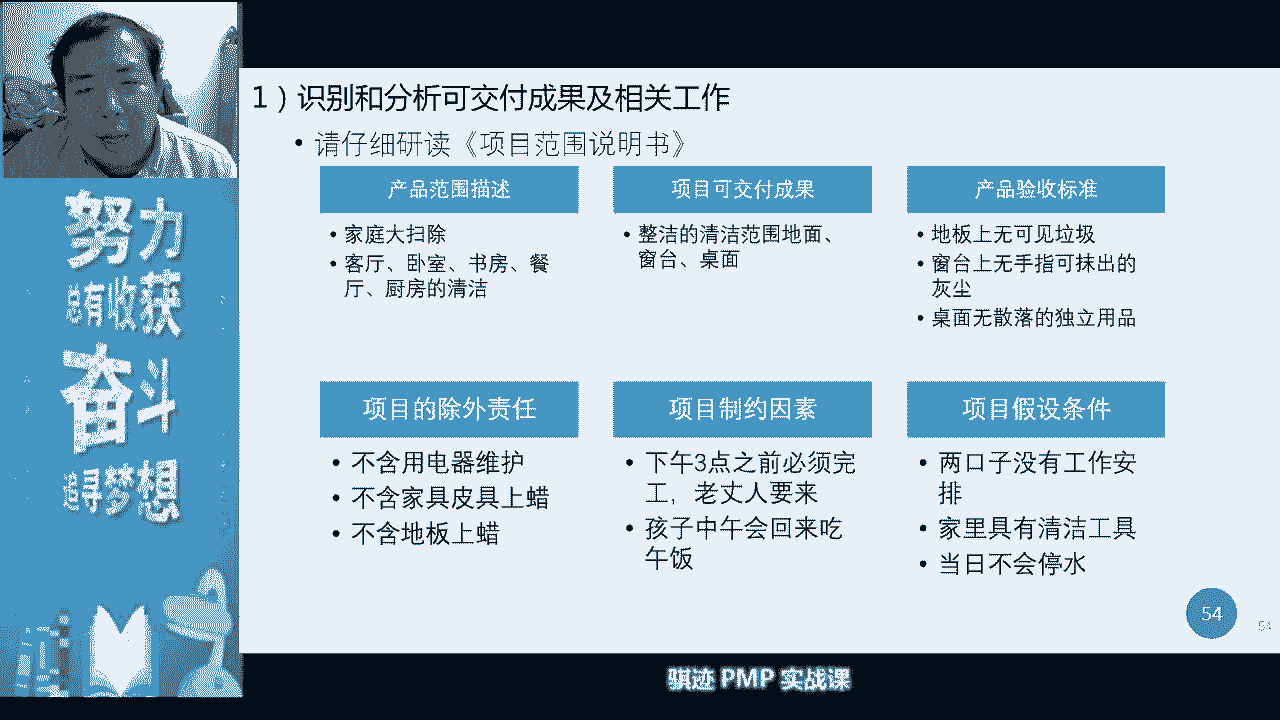 1）识别和分析可交付成果及相关工作
• 请仔细研读《项目范围说明书》
产品范围描述
• 家庭大扫除
• 客厅、卧室、书房、餐
厅、厨房的清洁
项目可交付成果
• 整洁的清洁范围地面、
窗台、桌面
产品验收标准
• 地板上无可见垃圾
• 窗台上无手指可抹出的
灰尘
• 桌面无散落的独立用品
项目的除外责任
• 不含用电器维护
• 不含家具皮具上蜡
• 不含地板上蜡
项目制约因素
• 下午3点之前必须完
工，老丈人要来
• 孩子中午会回来吃
午饭
项目假设条件
• 两口子没有工作安
排
• 家里具有清洁工具
• 当日不会停水
54
54
努力
总有收获
奋斗
追寻梦想
骐迹 PMP 实战课